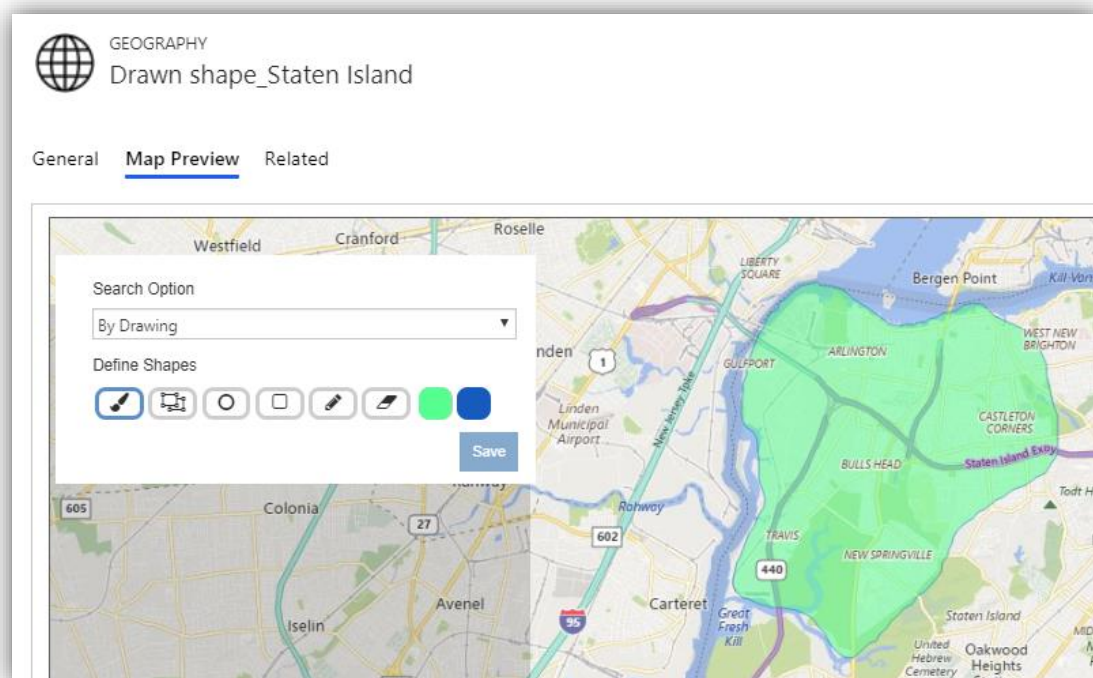 GEOGRAPHY
Drawn shape_Staten Island
General Map Preview Related
Westfield
Cranford
Roselle
LIBERTY
SQUARE
Bergen Point
Search Option
By Drawing
Define Shapes
Save
1
Linden
Municipal
Airport
New Jersey Tpke
GULFPORT
ARLINGTON
WEST NEW
BRIGHTON
CASTLETON
CORNERS
BULLS HEAD
Staten Island Expy
605
Colonia
27
Rahway
602
TRAVIS
NEW SPRINGVILLE
440
Avenel
Iselin
95
Carteret
Great
Fresh
Kill
Staten Island
United
Hebrew
Cemetery
Oakwood
Heights